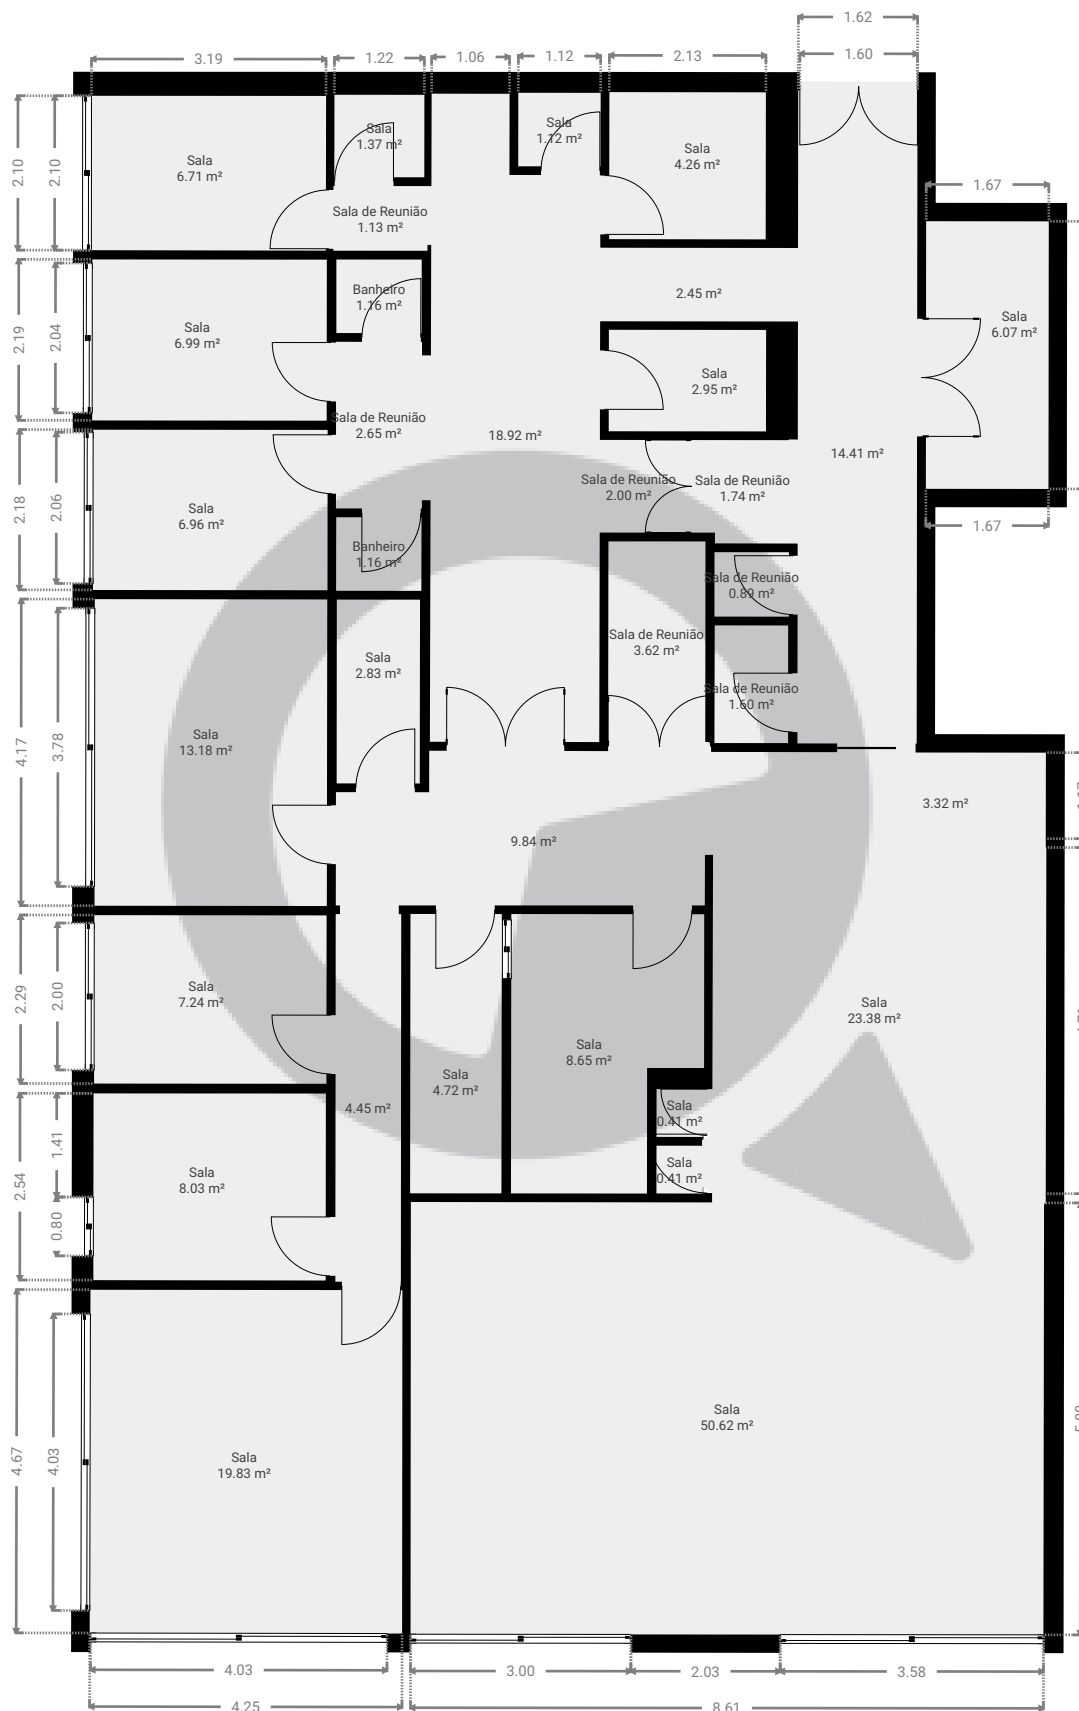 1.62
1.60
3.19
1.22
1.06
1.12
2.13
2.10
2.10
Sala
6.71 m²
Sala
1.37 m²
Sala
1.12 m²
Sala
4.26 m²
1.67
Sala de Reunião
1.13 m²
2.19
2.04
Sala
6.99 m²
Banheiro
1.16 m²
2.45 m²
Sala
6.07 m²
Sala
2.95 m²
Sala de Reunião
2.65 m²
18.92 m²
14.41 m²
2.18
2.06
Sala
6.96 m²
Sala de Reunião
2.00 m²
Sala de Reunião
1.74 m²
1.67
Banheiro
1.16 m²
Sala de Reunião
0.89 m²
Sala de Reunião
3.62 m²
Sala
2.83 m²
Sala de Reunião
1.60 m²
4.17
3.78
Sala
13.18 m²
3.32 m²
9.84 m²
2.29
2.00
Sala
7.24 m²
Sala
23.38 m²
Sala
8.65 m²
Sala
4.72 m²
4.45 m²
Sala
0.41 m²
Sala
0.41 m²
2.54
1.41
0.80
Sala
8.03 m²
4.67
4.03
Sala
19.83 m²
Sala
50.62 m²
4.03
3.00
2.03
3.58
4.25
8.61